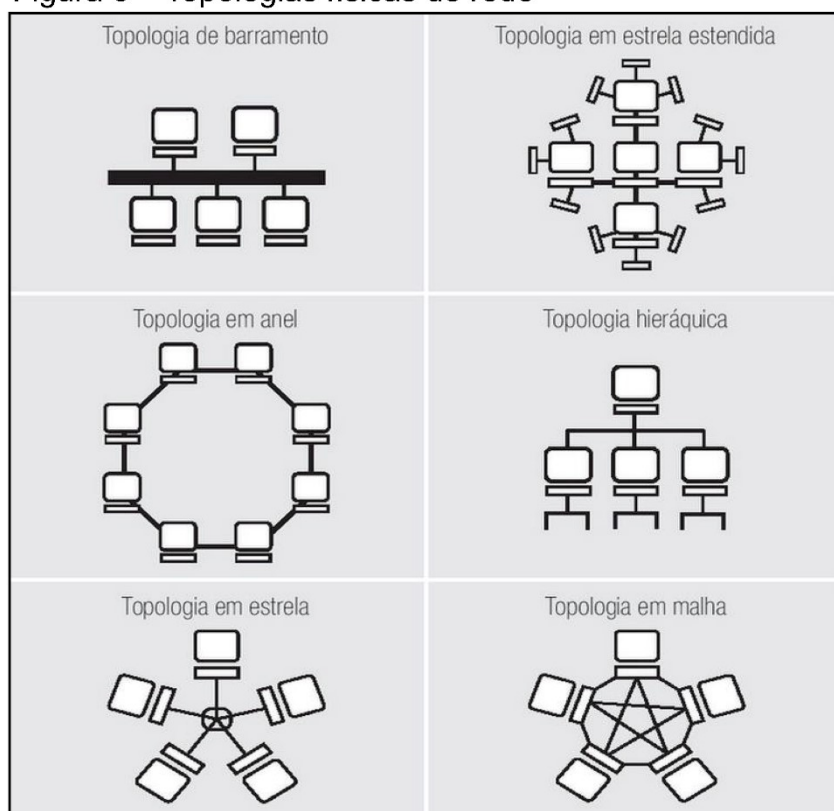 Topologia de barramento
Topologia em estrela estendida
Topologia em anel
Topologia hieráquica
Topologia em estrela
Topologia em malha